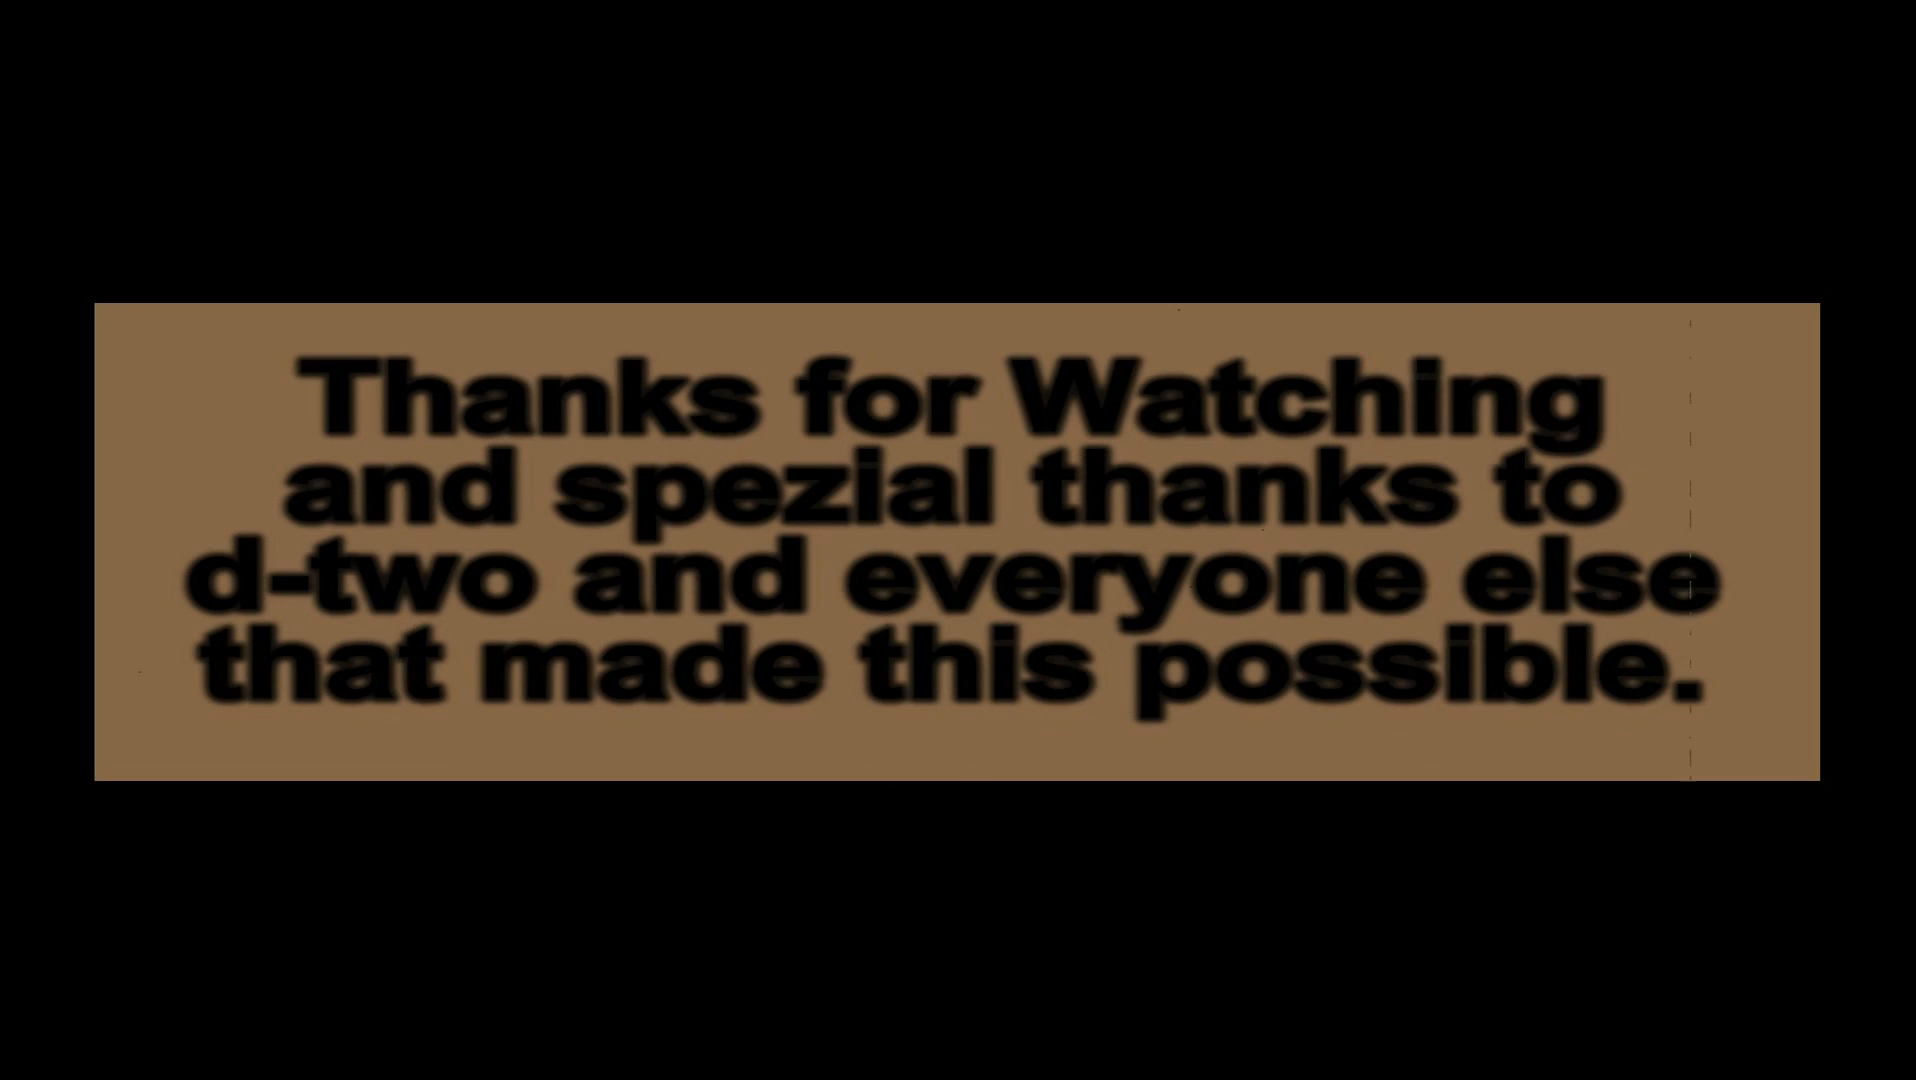 Thanks for Watching
and spezial thanks to
d-two and everyone else
that made this possible.